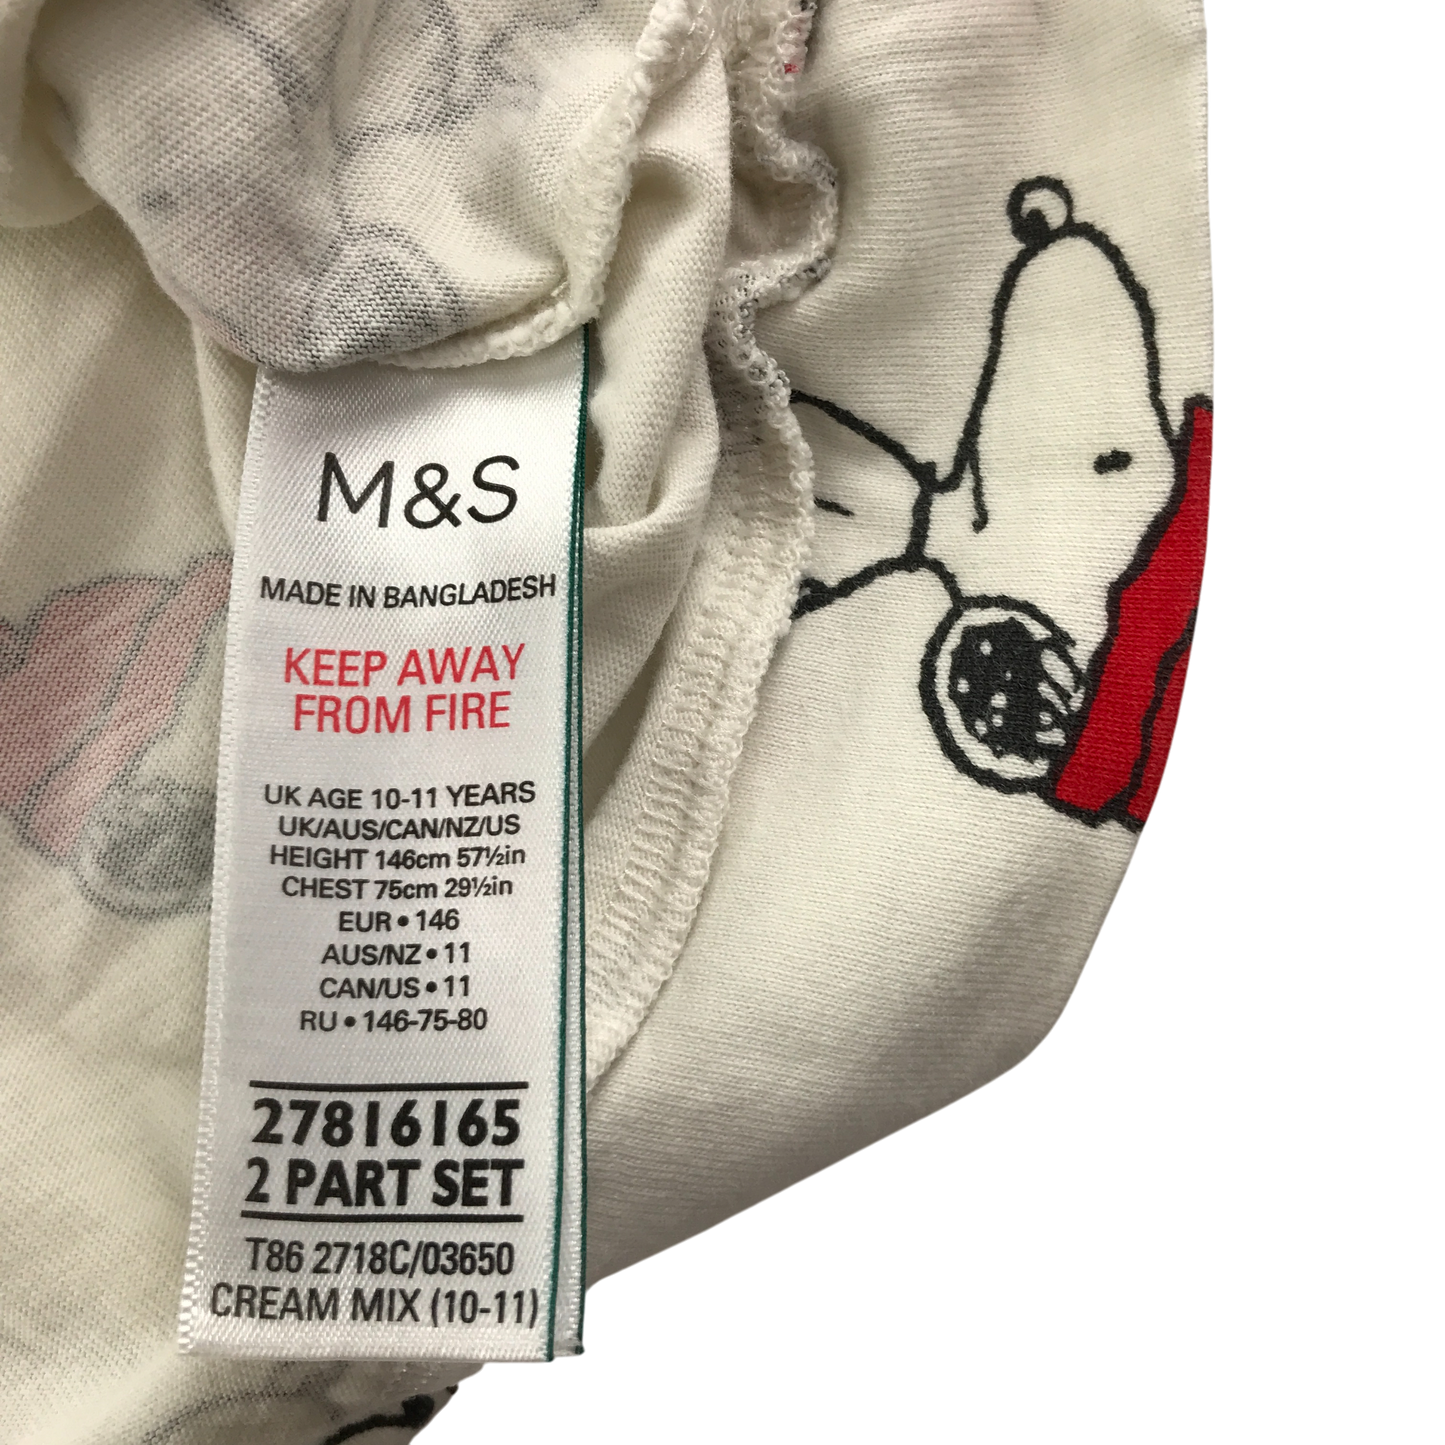 M&S
MADE IN BANGLADESH
KEEP AWAY
FROM FIRE
UK AGE 10-11 YEARS
UK/AUS/CAN/NZ/US
HEIGHT 146cm 57½in
CHEST 75cm 29½in
EUR • 146
AUS/NZ • 11
CAN/US • 11
RU • 146-75-80
27816165
2 PART SET
T86 2718C/03650
CREAM MIX (10-11)